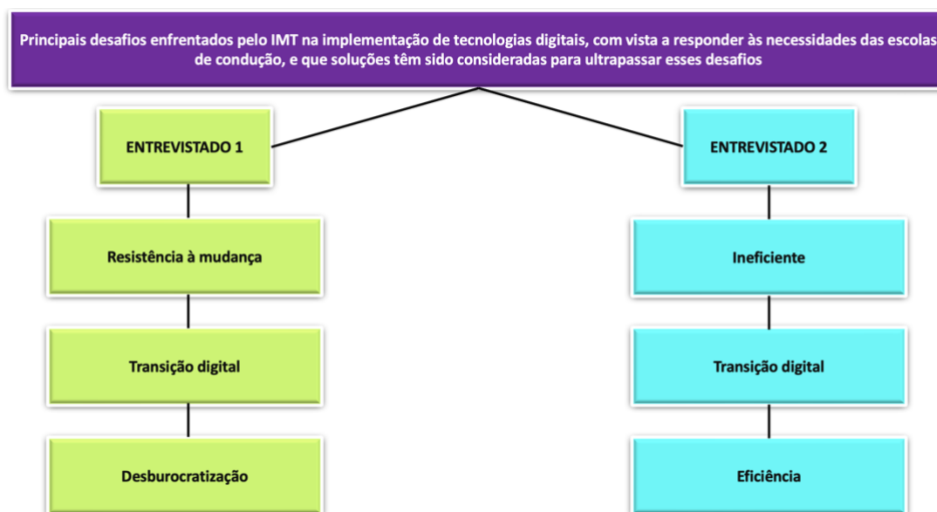 Principais desafios enfrentados pelo IMT na implementação de tecnologias digitais, com vista a responder às necessidades das escolas
de condução, e que soluções têm sido consideradas para ultrapassar esses desafios
ENTREVISTADO 1
Resistência à mudança
Transição digital
Desburocratização
ENTREVISTADO 2
Ineficiente
Transição digital
Eficiência